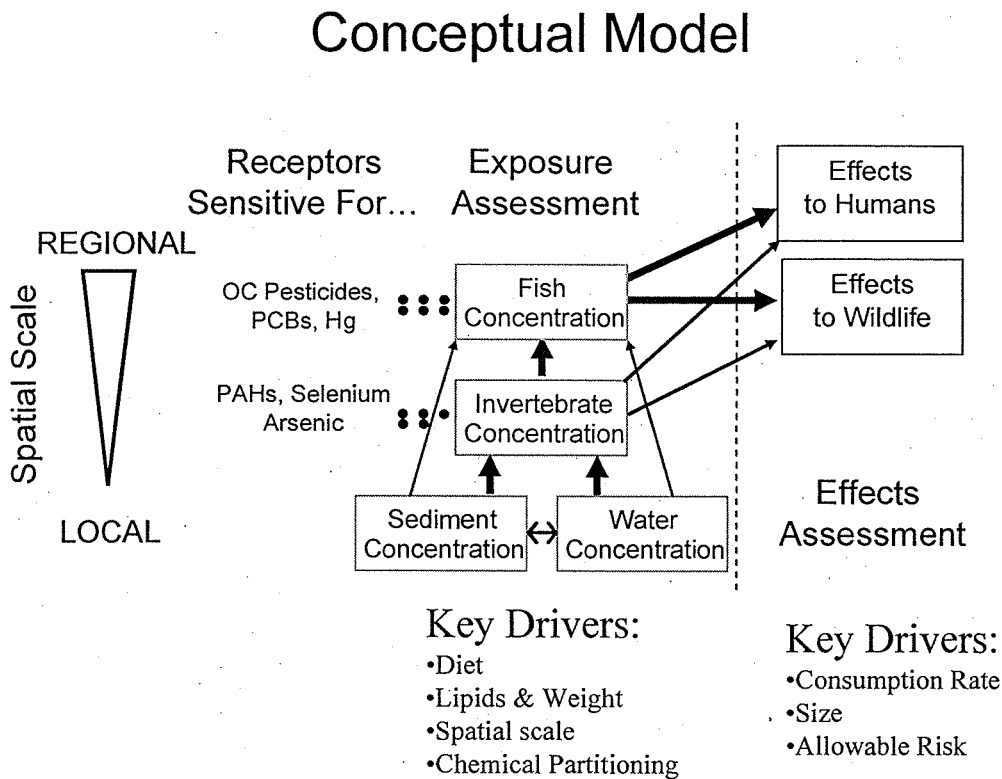 Conceptual Model
Receptors
Sensitive For...
Exposure
Assessment
Effects
to Humans
REGIONAL
Spatial Scale
LOCAL
OC Pesticides,
PCBs, Hg
Fish
Concentration
Effects
to Wildlife
PAHs, Selenium
Arsenic
Invertebrate
Concentration
Sediment
Concentration
Water
Concentration
Effects
Assessment
Key Drivers:
•Diet
•Lipids & Weight
•Spatial scale
•Chemical Partitioning
Key Drivers:
•Consumption Rate
•Size
•Allowable Risk